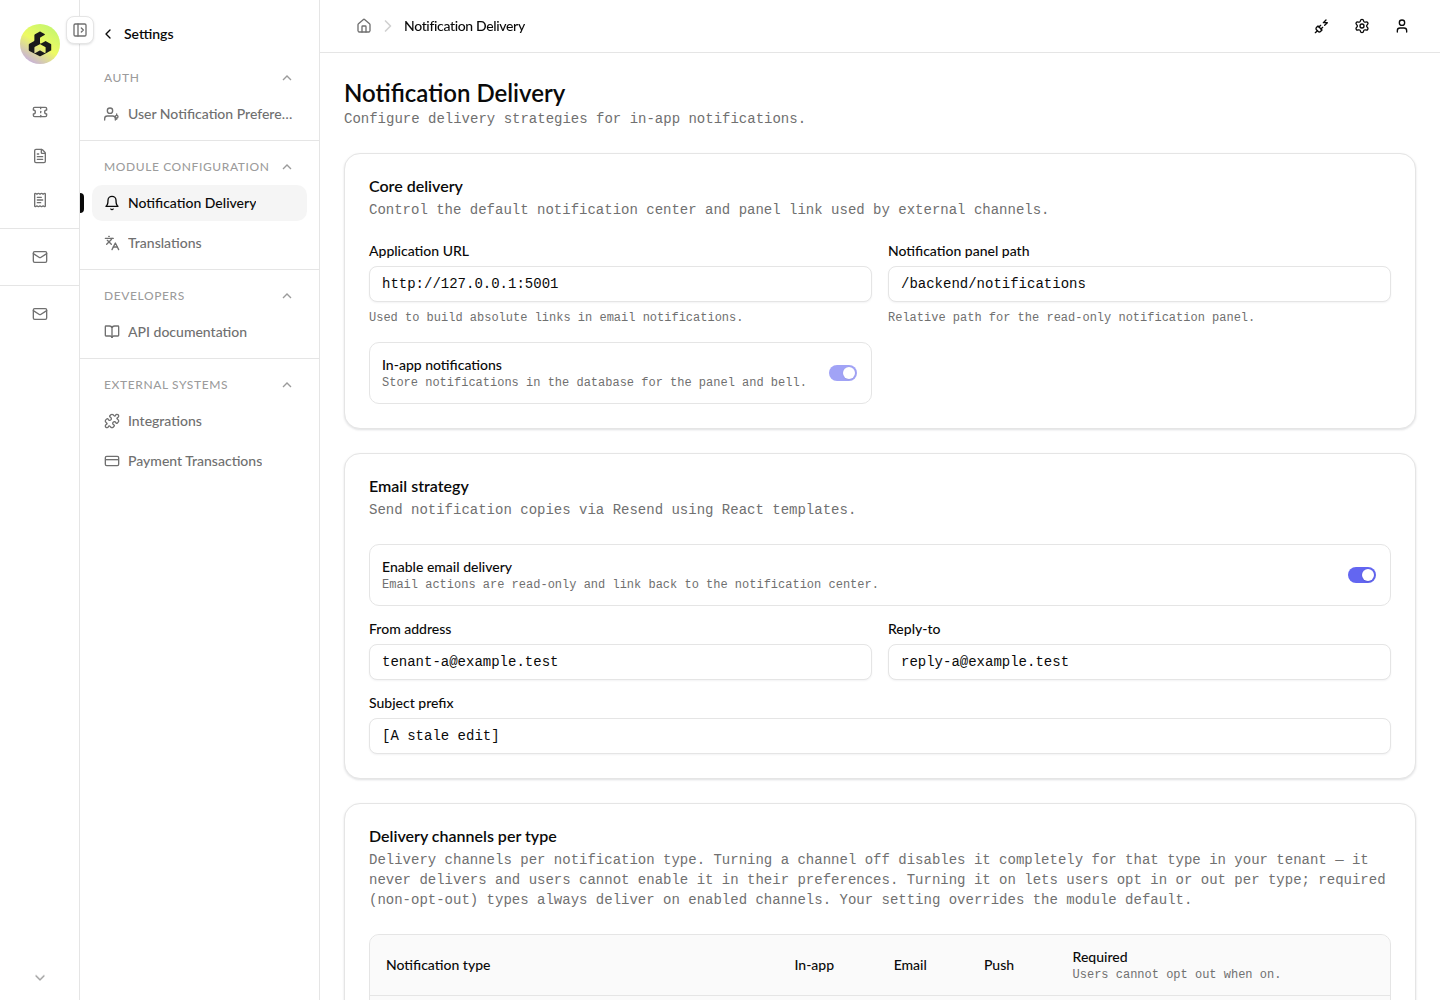 Settings
AUTH
User Notification Prefere...
MODULE CONFIGURATION
Notification Delivery
Translations
DEVELOPERS
API documentation
EXTERNAL SYSTEMS
Integrations
Payment Transactions
Notification Delivery
Notification Delivery
Configure delivery strategies for in-app notifications.
Core delivery
Control the default notification center and panel link used by external channels.
Application URL
http://127.0.0.1:5001
Used to build absolute links in email notifications.
Notification panel path
/backend/notifications
Relative path for the read-only notification panel.
In-app notifications
Store notifications in the database for the panel and bell.
Email strategy
Send notification copies via Resend using React templates.
Enable email delivery
Email actions are read-only and link back to the notification center.
From address
tenant-a@example.test
Reply-to
reply-a@example.test
Subject prefix
[A stale edit]
Delivery channels per type
Delivery channels per notification type. Turning a channel off disables it completely for that type in your tenant — it
never delivers and users cannot enable it in their preferences. Turning it on lets users opt in or out per type; required
(non-opt-out) types always deliver on enabled channels. Your setting overrides the module default.
Notification type
In-app
Email
Push
Required
Users cannot opt out when on.